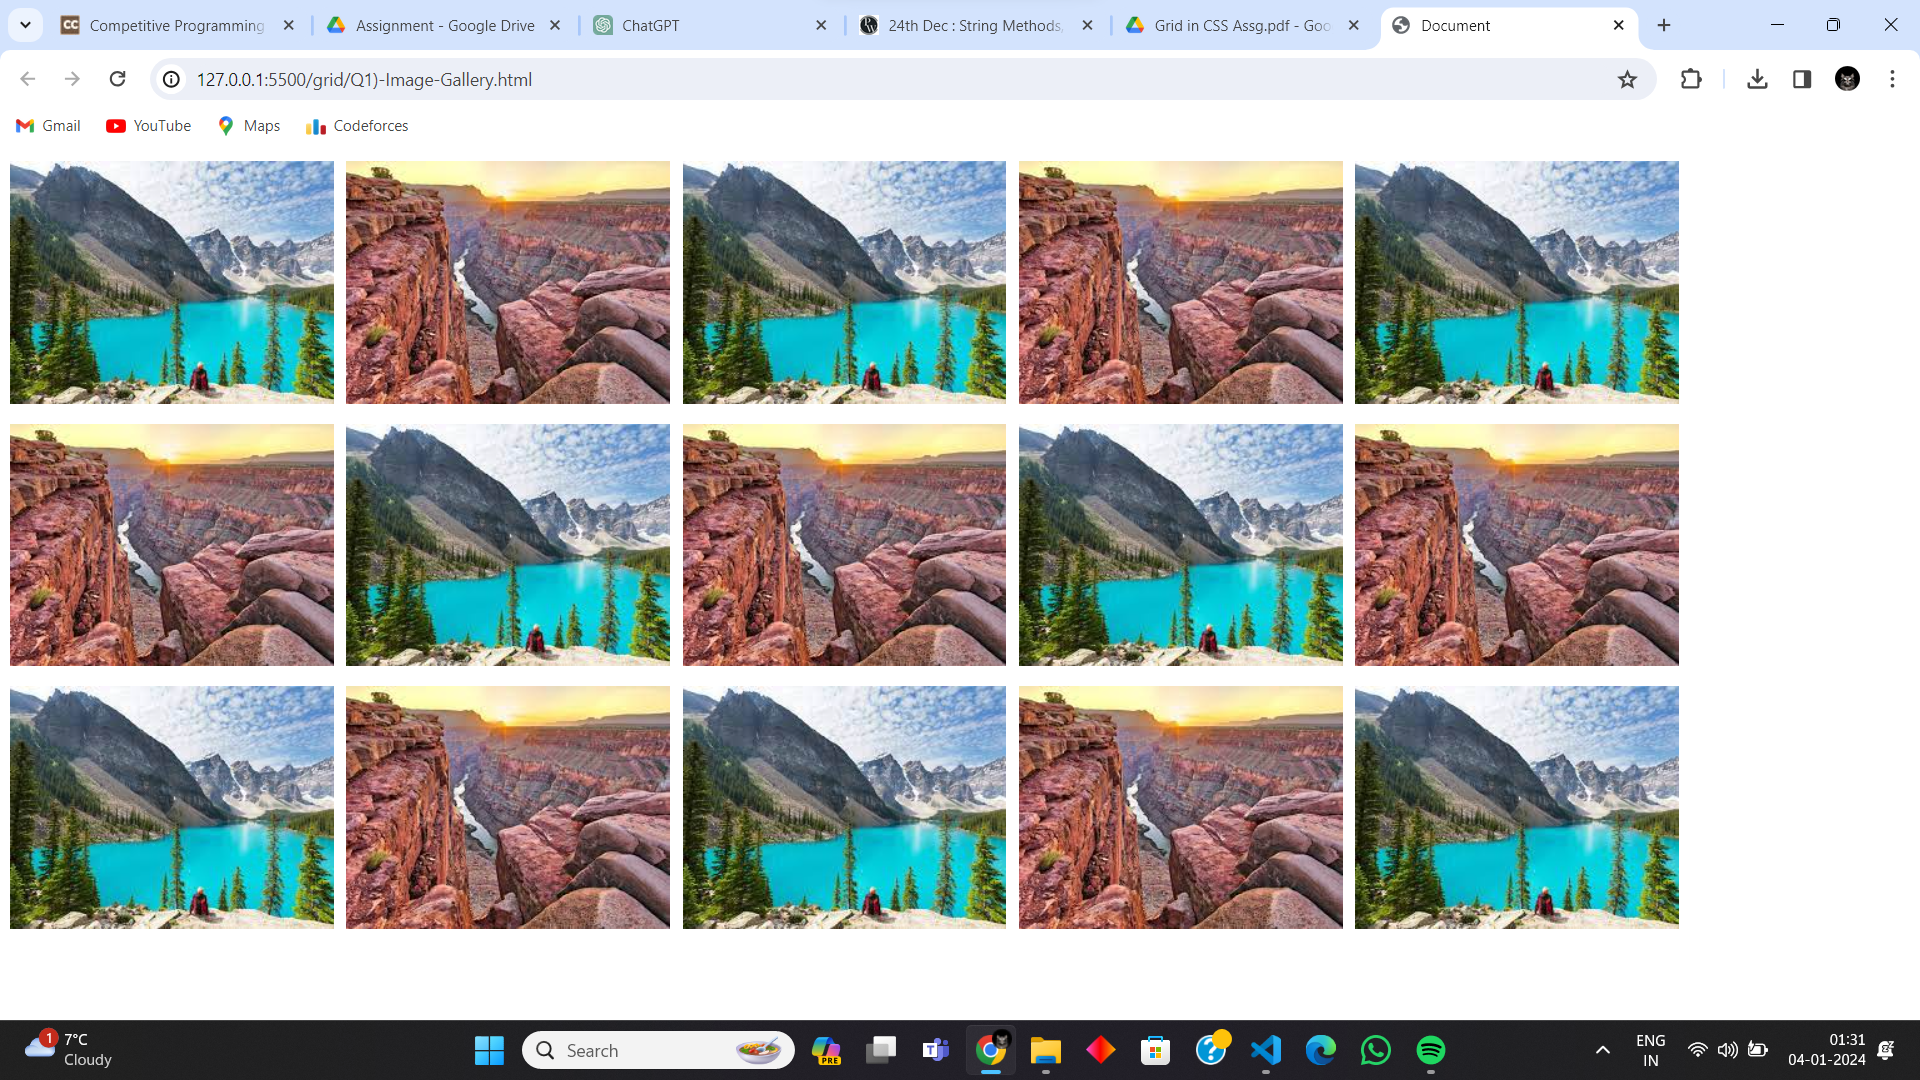 Competitive Programming
Assignment - Google Drive
ChatGPT
24th Dec : String Methods,
Grid in CSS Assg.pdf - Goo
Document
127.0.0.1:5500/grid/Q1)-Image-Gallery.html
Gmail
YouTube
Maps
Codeforces
1
7°C
Cloudy
Search
PRE
ENG
IN
01:31
04-01-2024